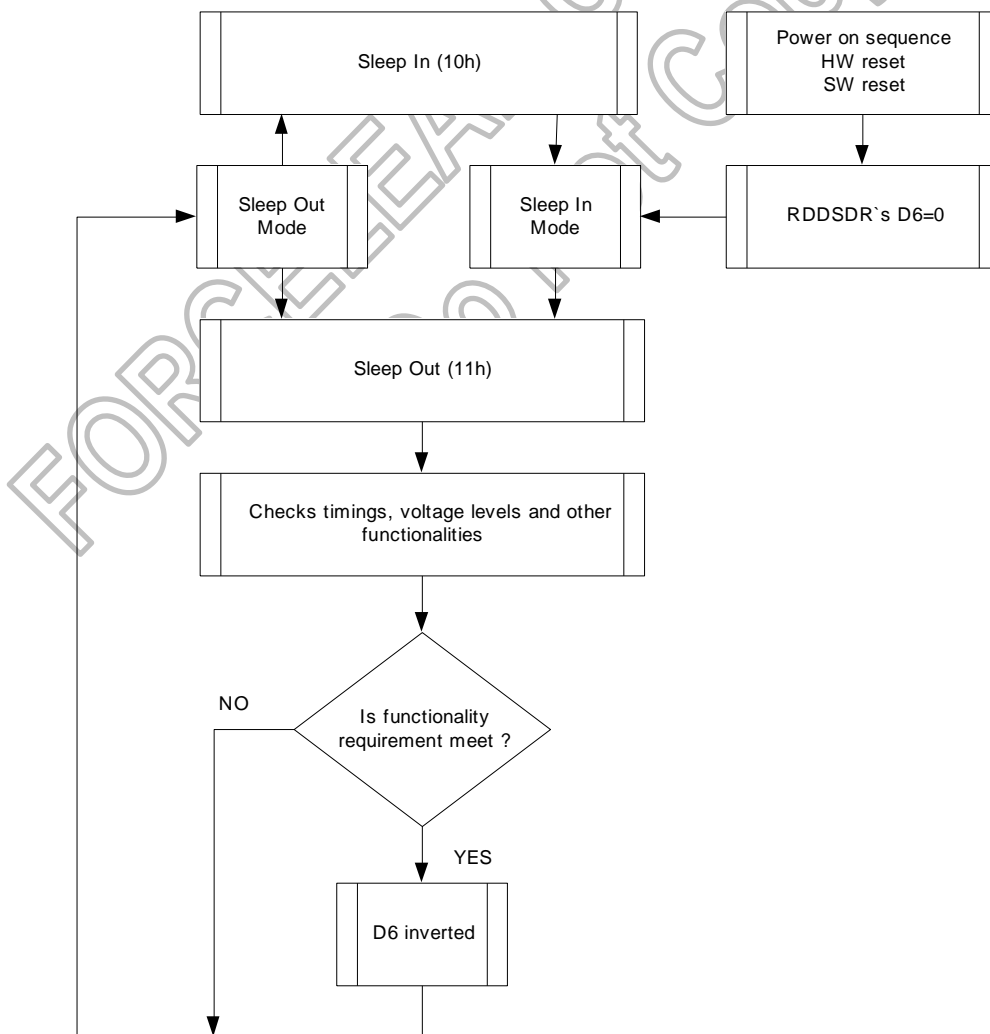 Sleep In (10h)
Power on sequence
HW reset
SW reset
Sleep Out
Mode
Sleep In
Mode
RDDSDR`s D6=0
Sleep Out (11h)
Checks timings, voltage levels and other
functionalities
NO
Is functionality
requirement meet ?
YES
D6 inverted